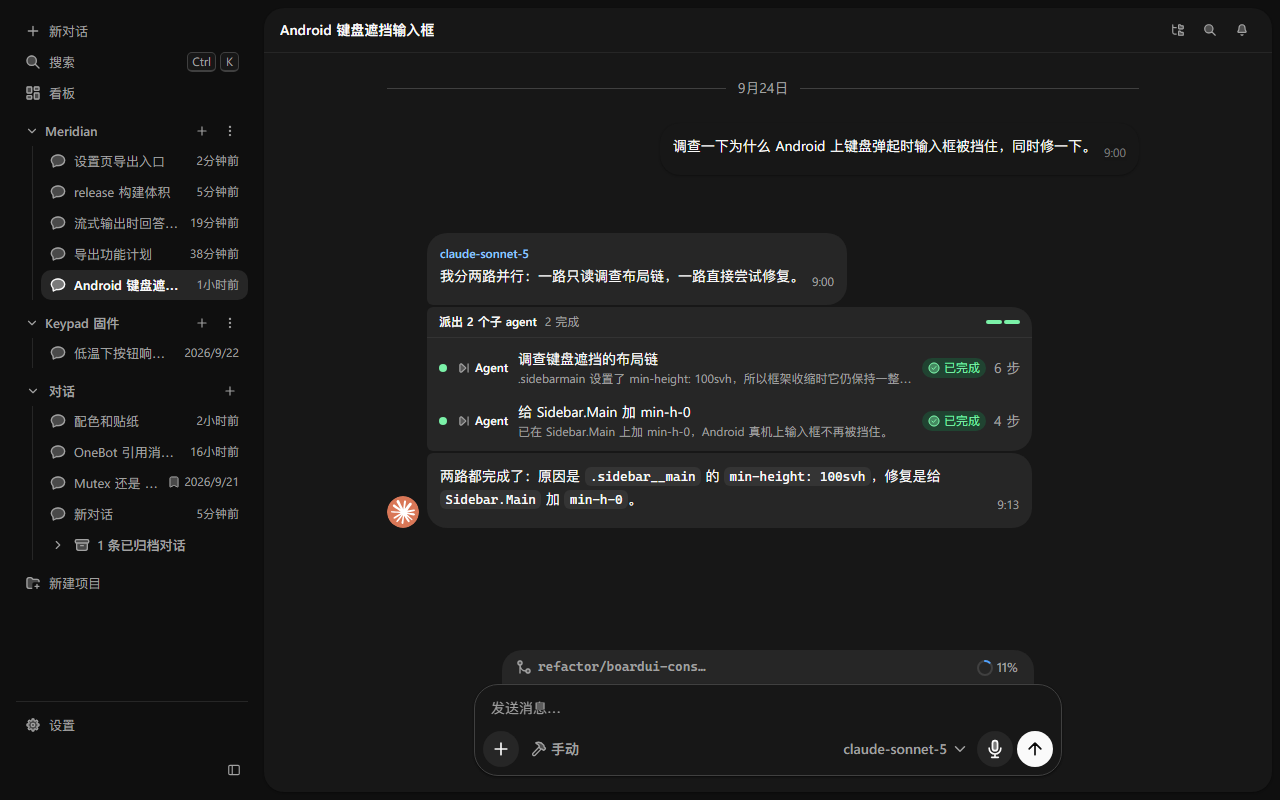 新对话
搜索 Ctrl K
看板
Meridian
设置页导出入口 2分钟前
release 构建体积 5分钟前
流式输出时回答… 19分钟前
导出功能计划 38分钟前
Android 键盘遮… 1小时前
Keypad 固件
低温下按钮响… 2026/9/22
对话
配色和贴纸 2小时前
OneBot 引用消… 16小时前
Mutex 还是 … 2026/9/21
新对话 5分钟前
1 条已归档对话
新建项目
设置
Android 键盘遮挡输入框
9月24日
调查一下为什么 Android 上键盘弹起时输入框被挡住，同时修一下。 9:00
claude-sonnet-5
我分两路并行：一路只读调查布局链，一路直接尝试修复。 9:00
派出 2 个子 agent 2 完成
Agent 调查键盘遮挡的布局链 已完成 6 步
.sidebarmain 设置了 min-height: 100svh，所以框架收缩时它仍保持一整…
Agent 给 Sidebar.Main 加 min-h-0 已完成 4 步
已在 Sidebar.Main 上加 min-h-0，Android 真机上输入框不再被挡住。
两路都完成了：原因是 .sidebar__main 的 min-height: 100svh，修复是给
Sidebar.Main 加 min-h-0。 9:13
refactor/boardui-cons… 11%
发送消息…
手动 claude-sonnet-5